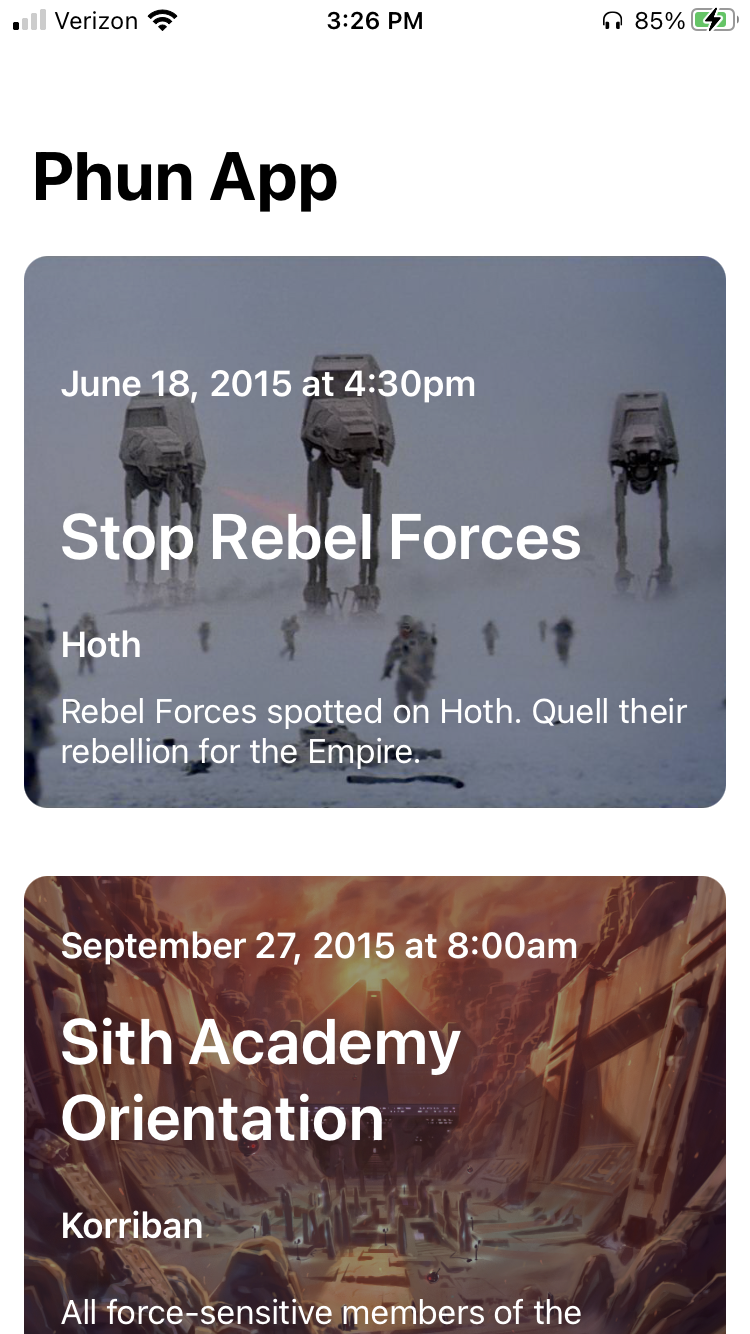 Verizon 3:26 PM 85%
Phun App
June 18, 2015 at 4:30pm
Stop Rebel Forces
Hoth
Rebel Forces spotted on Hoth. Quell their
rebellion for the Empire.
September 27, 2015 at 8:00am
Sith Academy
Orientation
Korriban
All force-sensitive members of the